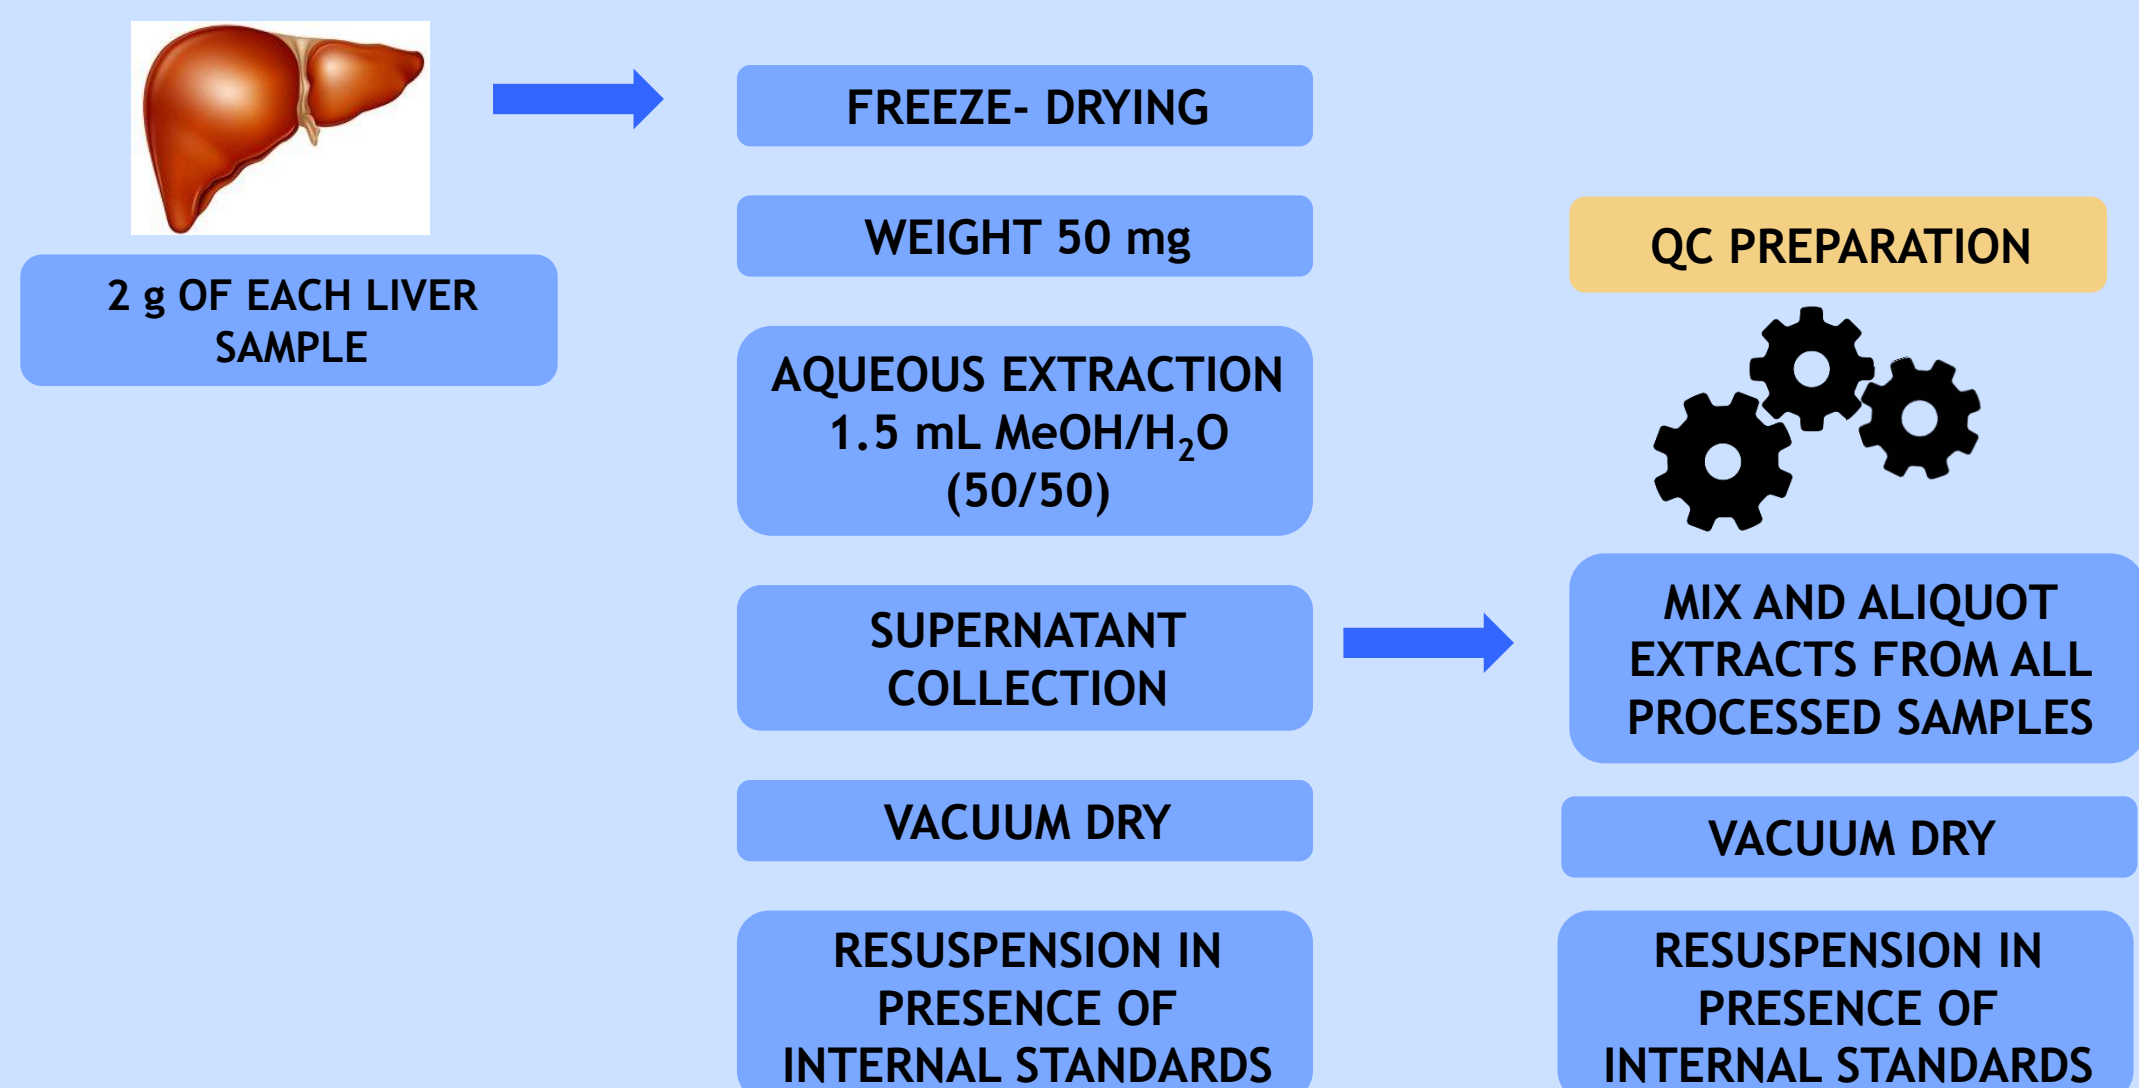 2 g OF EACH LIVER
SAMPLE
FREEZE- DRYING
WEIGHT 50 mg
AQUEOUS EXTRACTION
1.5 mL MeOH/H₂O
(50/50)
SUPERNATANT
COLLECTION
VACUUM DRY
RESUSPENSION IN
PRESENCE OF
INTERNAL STANDARDS
QC PREPARATION
MIX AND ALIQUOT
EXTRACTS FROM ALL
PROCESSED SAMPLES
VACUUM DRY
RESUSPENSION IN
PRESENCE OF
INTERNAL STANDARDS